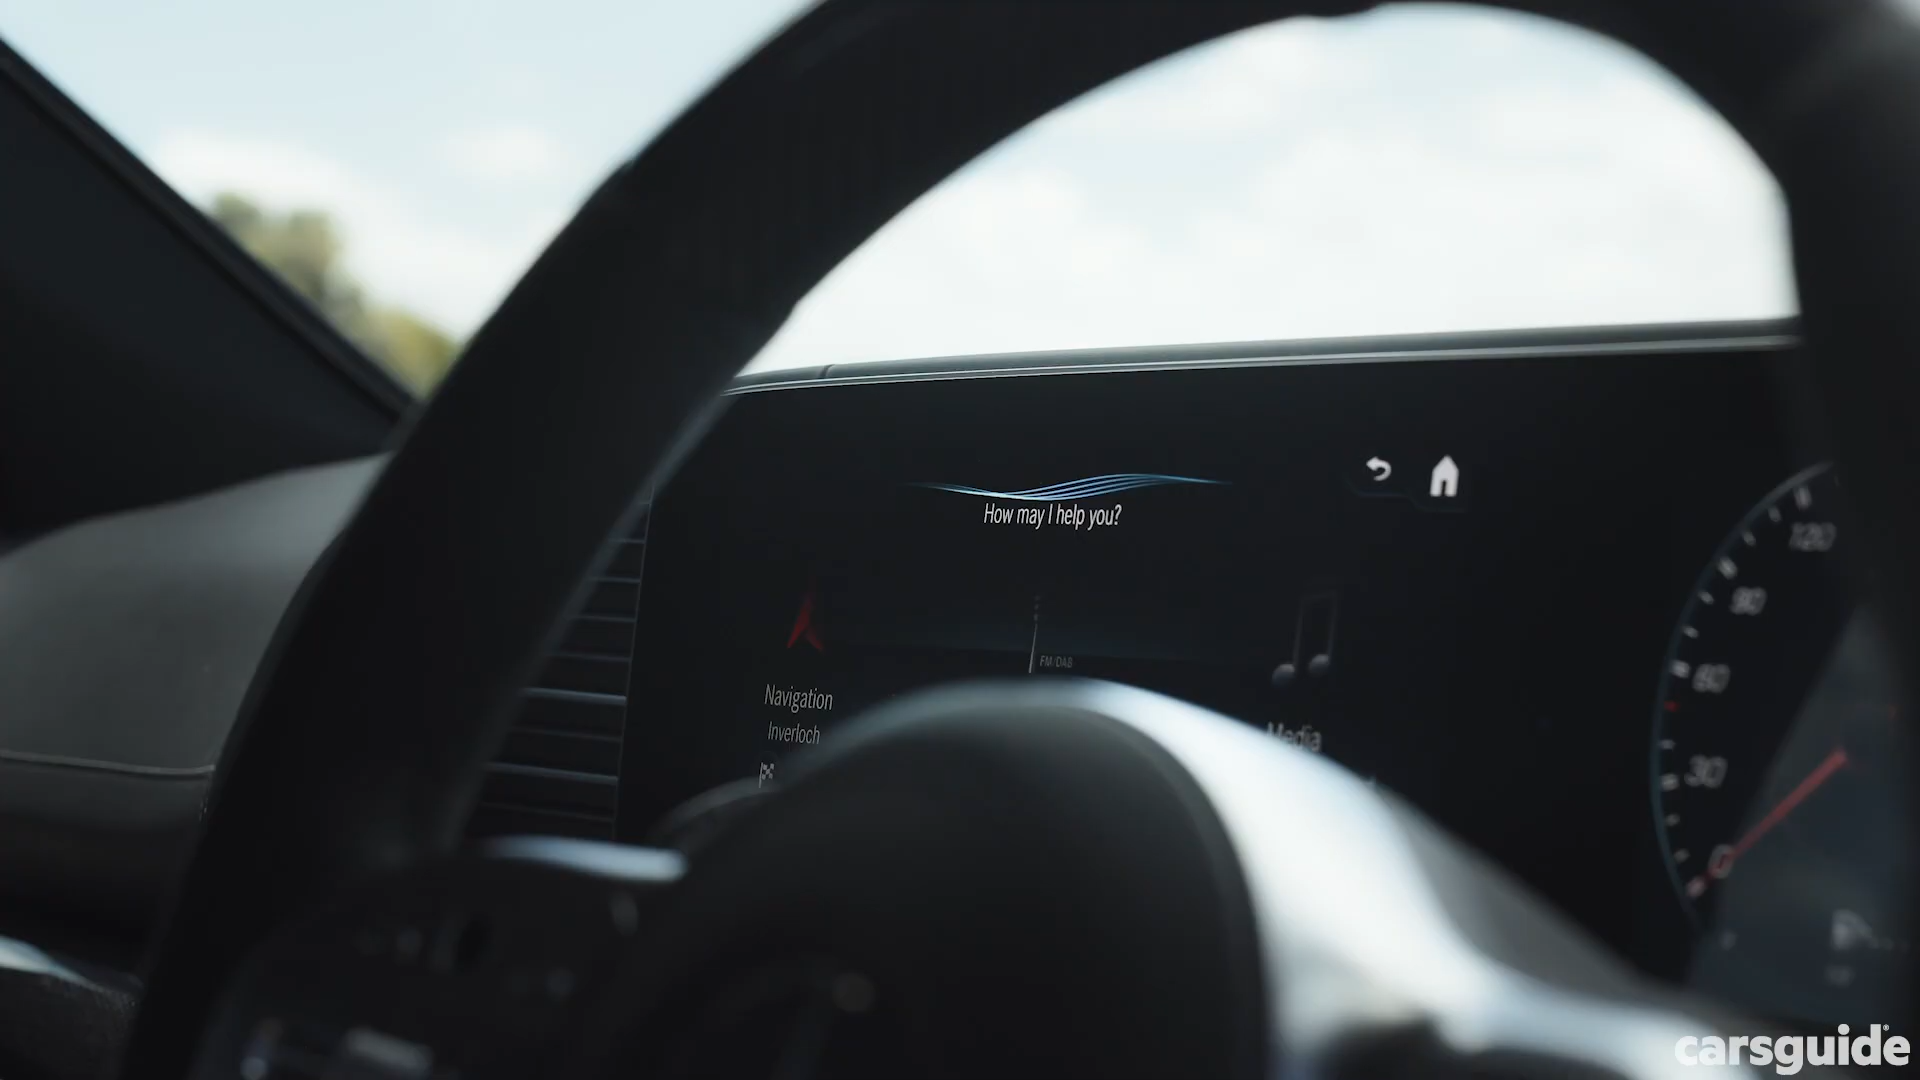 How may I help you?
FM/DAB
Navigation
Inverloch
Media
120
90
60
30
0
carsguide